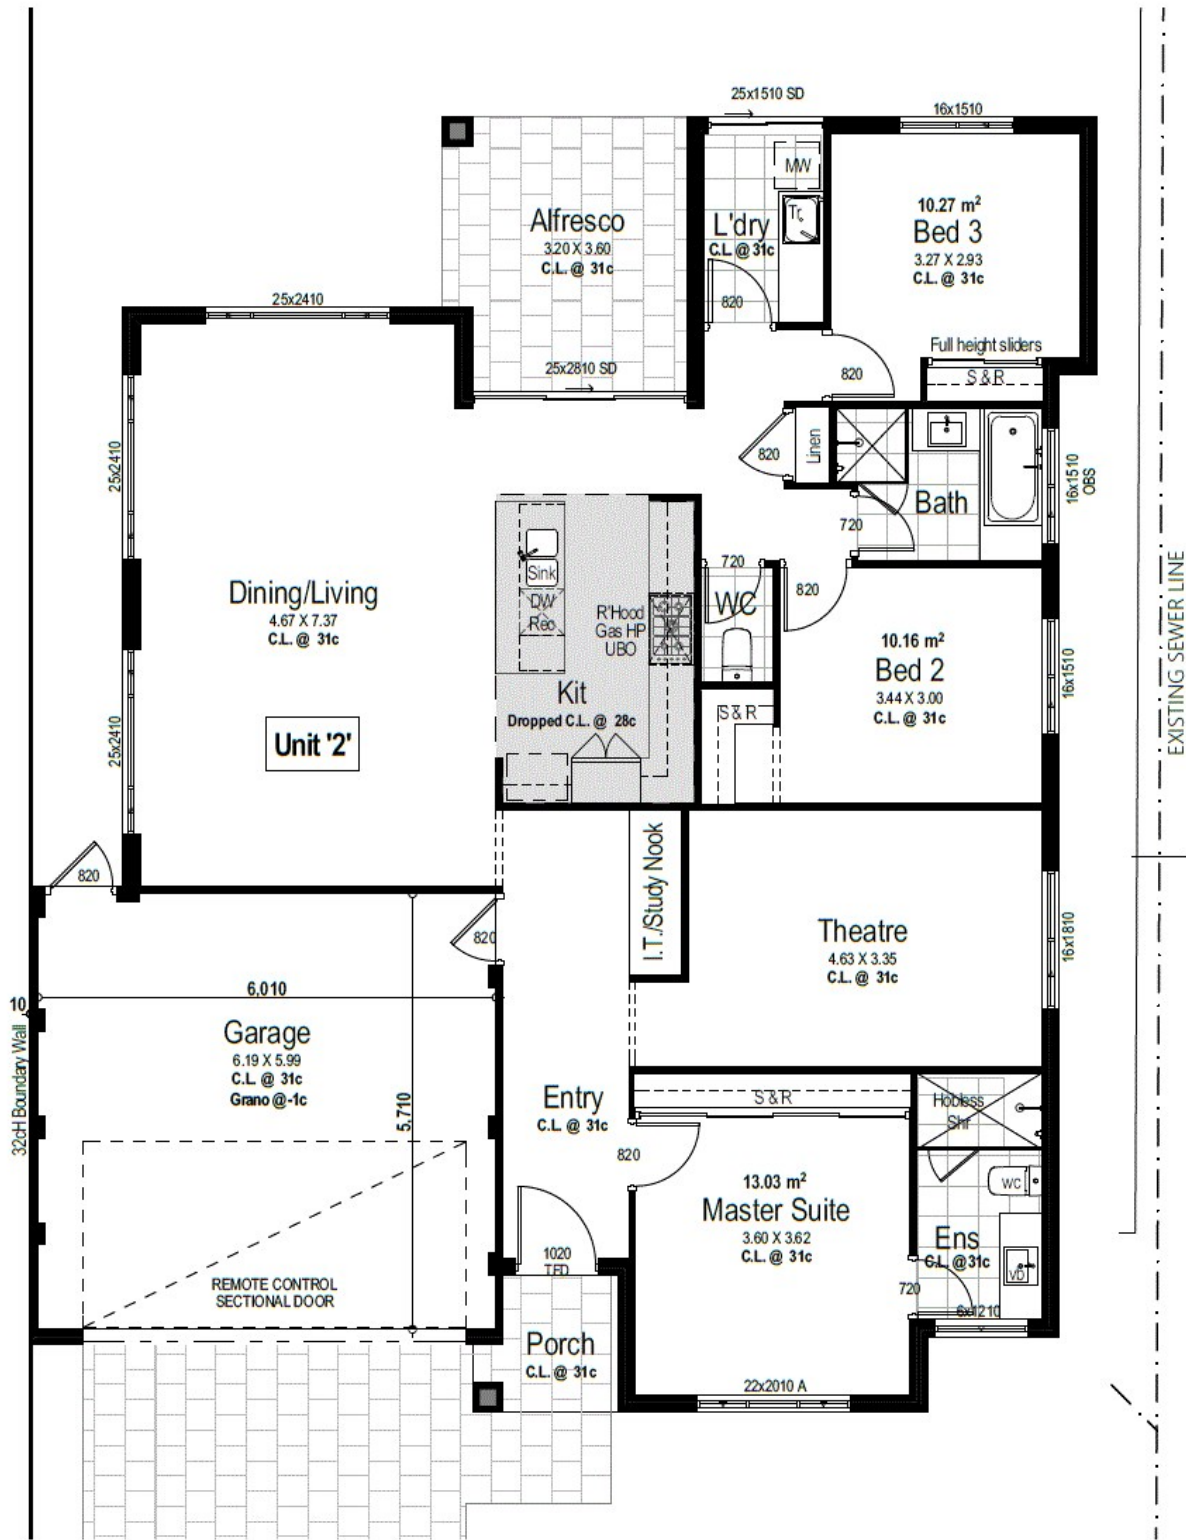 25x1510 SD
16x1510
MW
Alfresco
3.20 X 3.60
C.L. @ 31c
L'dry
C.L. @ 31c
Tr.
10.27 m²
Bed 3
3.27 X 2.93
C.L. @ 31c
820
25x2410
Full height sliders
25x2810 SD
820
S & R
25x2410
820
Linen
16x1510
OBS
Bath
720
EXISTING SEWER LINE
Sink
DW
Rec
R'Hood
Gas HP
UBO
720
WC
820
Dining/Living
4.67 X 7.37
C.L. @ 31c
10.16 m²
Bed 2
3.44 X 3.00
C.L. @ 31c
16x1510
Kit
Dropped C.L. @ 28c
S & R
Unit '2'
25x2410
820
I.T./Study Nook
Theatre
4.63 X 3.35
C.L. @ 31c
16x1810
820
6,010
10
32cH Boundary Wall
Garage
6.19 X 5.99
C.L. @ 31c
Grano @-1c
5,710
Entry
C.L. @ 31c
S & R
Hobless
Shr
820
13.03 m²
Master Suite
3.60 X 3.62
C.L. @ 31c
WC
Ens
C.L. @31c
VD
1020
TFD
720
6x1210
REMOTE CONTROL
SECTIONAL DOOR
Porch
C.L. @ 31c
22x2010 A